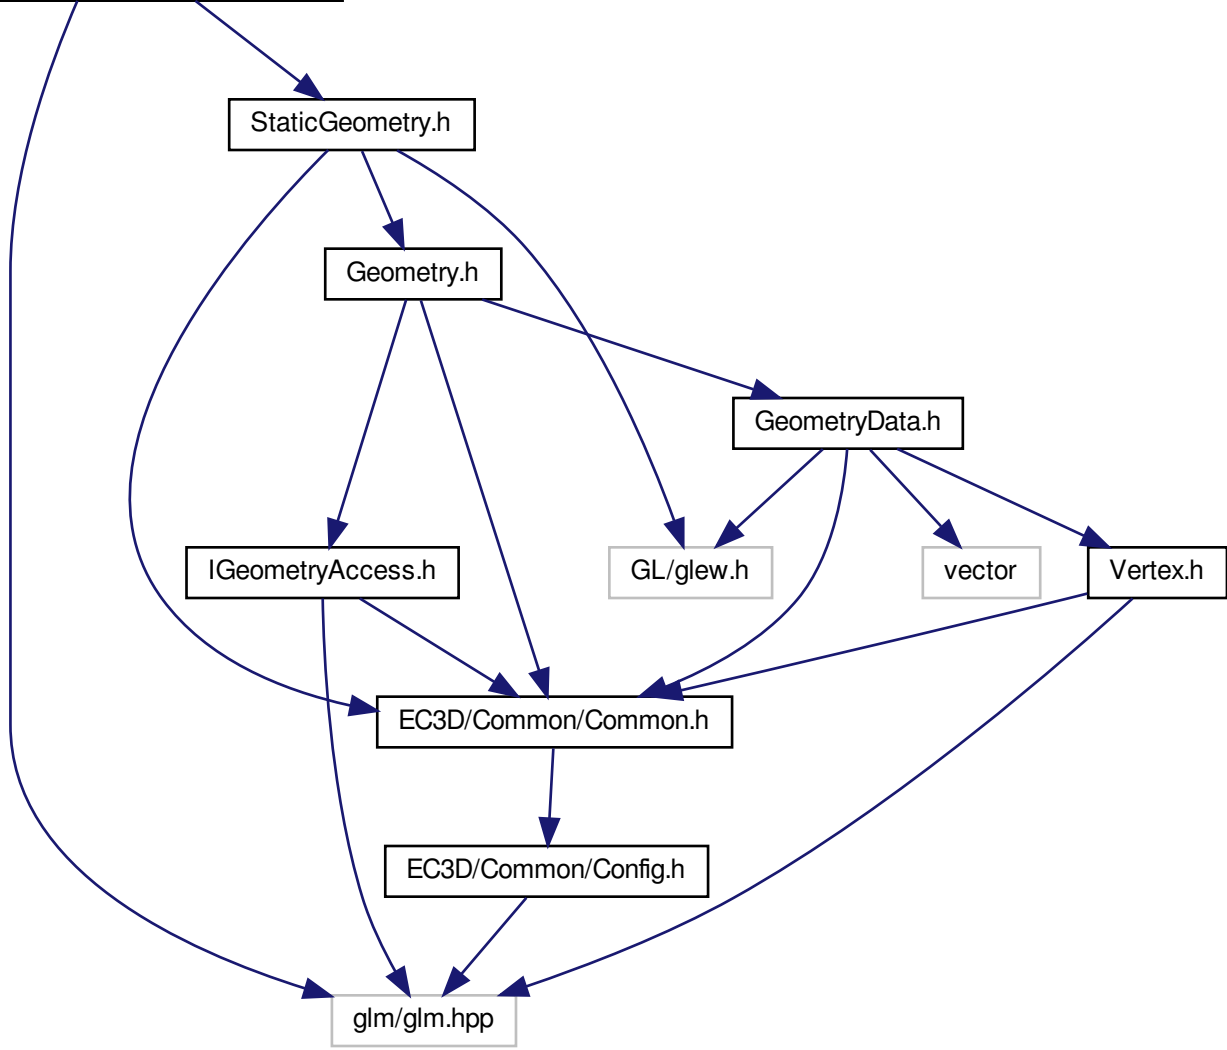 StaticGeometry.h
Geometry.h
GeometryData.h
IGeometryAccess.h
GL/glew.h
vector
Vertex.h
EC3D/Common/Common.h
EC3D/Common/Config.h
glm/glm.hpp